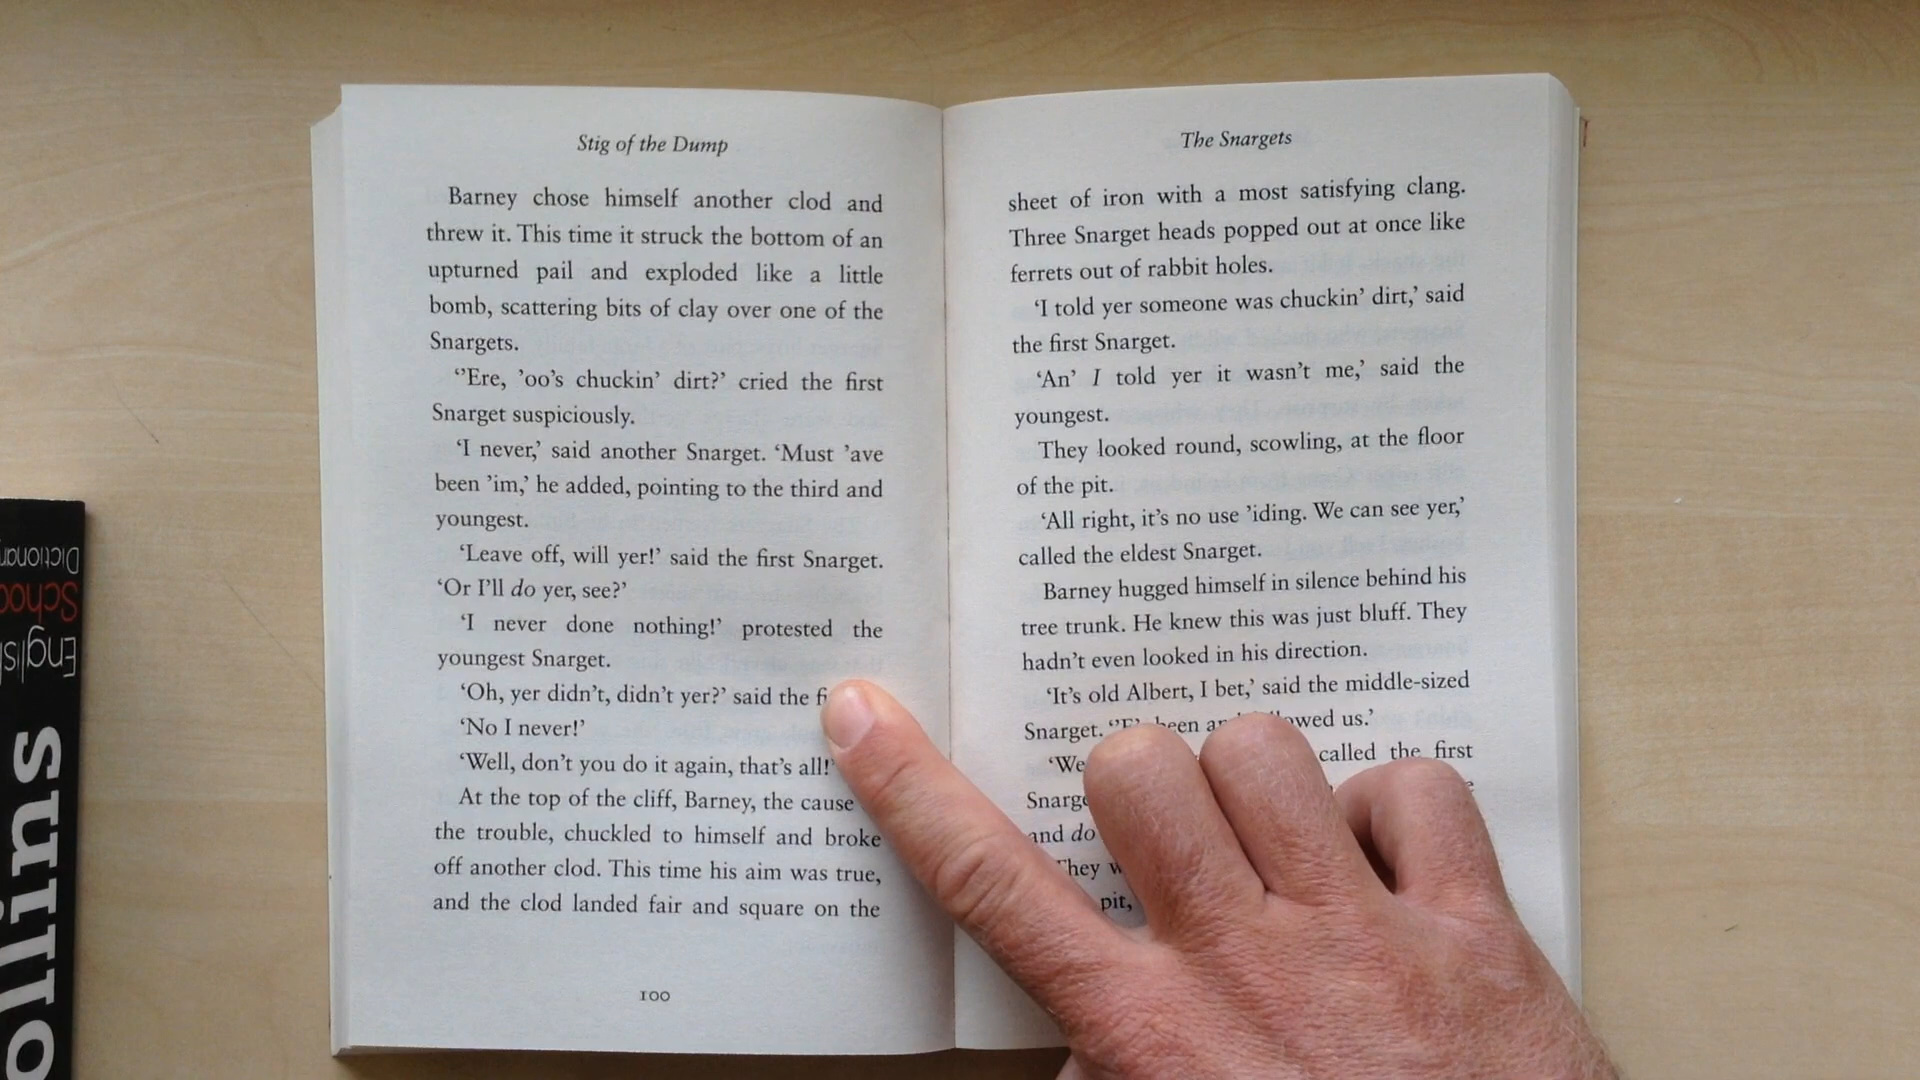 Stig of the Dump
Barney chose himself another clod and
threw it. This time it struck the bottom of an
upturned pail and exploded like a little
bomb, scattering bits of clay over one of the
Snargets.
‘’Ere, ’oo’s chuckin’ dirt?’ cried the first
Snarget suspiciously.
‘I never,’ said another Snarget. ‘Must ’ave
been ’im,’ he added, pointing to the third and
youngest.
‘Leave off, will yer!’ said the first Snarget.
‘Or I’ll do yer, see?’
‘I never done nothing!’ protested the
youngest Snarget.
‘Oh, yer didn’t, didn’t yer?’ said the
‘No I never!’
‘Well, don’t you do it again, that’s all!’
At the top of the cliff, Barney, the cause
the trouble, chuckled to himself and broke
off another clod. This time his aim was true,
and the clod landed fair and square on the
100
The Snargets
sheet of iron with a most satisfying clang.
Three Snarget heads popped out at once like
ferrets out of rabbit holes.
‘I told yer someone was chuckin’ dirt,’ said
the first Snarget.
‘An’ I told yer it wasn’t me,’ said the
youngest.
They looked round, scowling, at the floor
of the pit.
‘All right, it’s no use ’iding. We can see yer,’
called the eldest Snarget.
Barney hugged himself in silence behind his
tree trunk. He knew this was just bluff. They
hadn’t even looked in his direction.
‘It’s old Albert, I bet,’ said the middle-sized
Snarget. ‘’E’s been us.’
called the first
and do
They
pit,
Dictionary
School
English
ollins